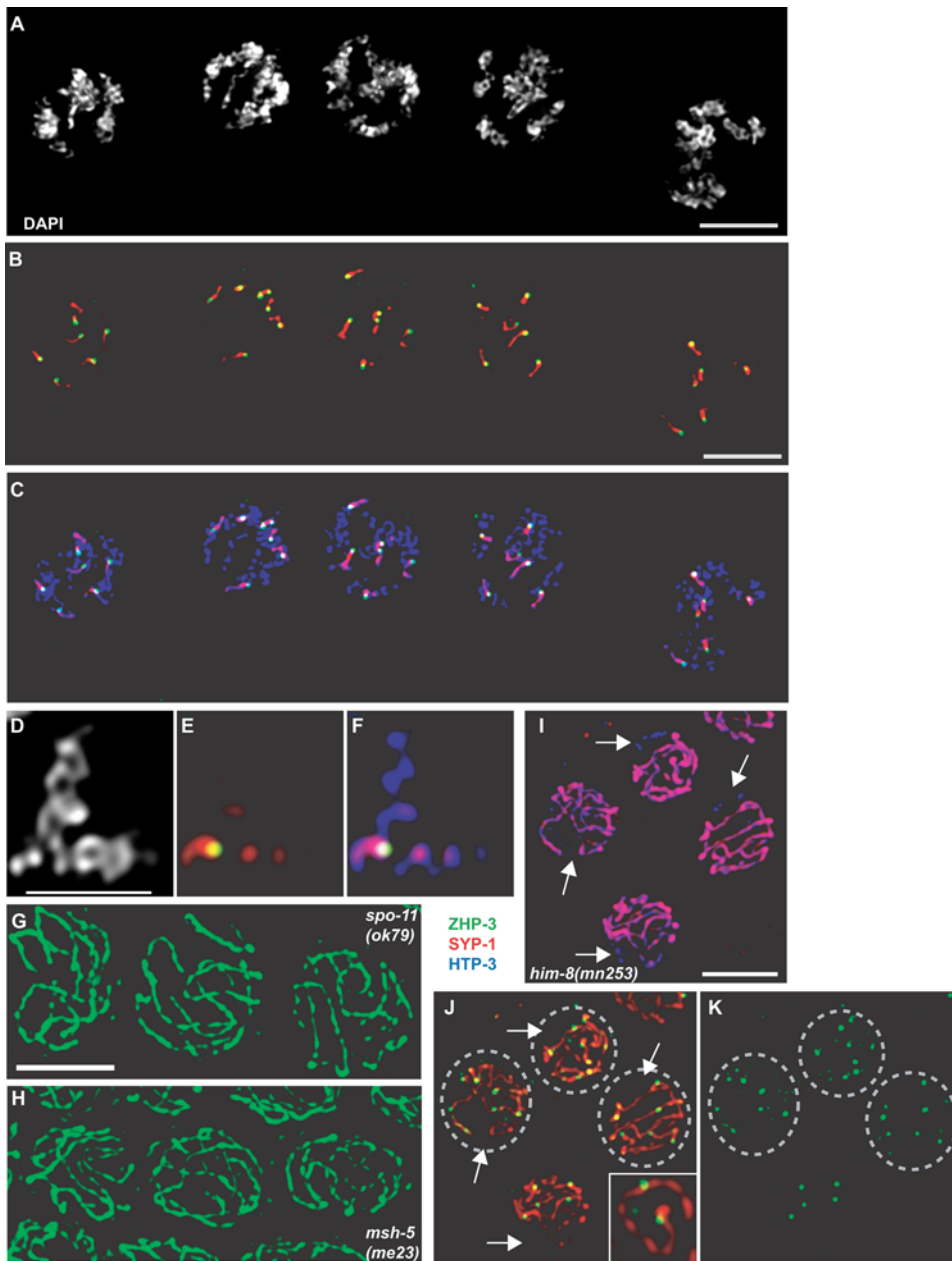 A
DAPI
B
C
D
E
F
I
ZHP-3
SYP-1
HTP-3
him-8(mn253)
G
spo-11
(ok79)
H
msh-5
(me23)
J
K